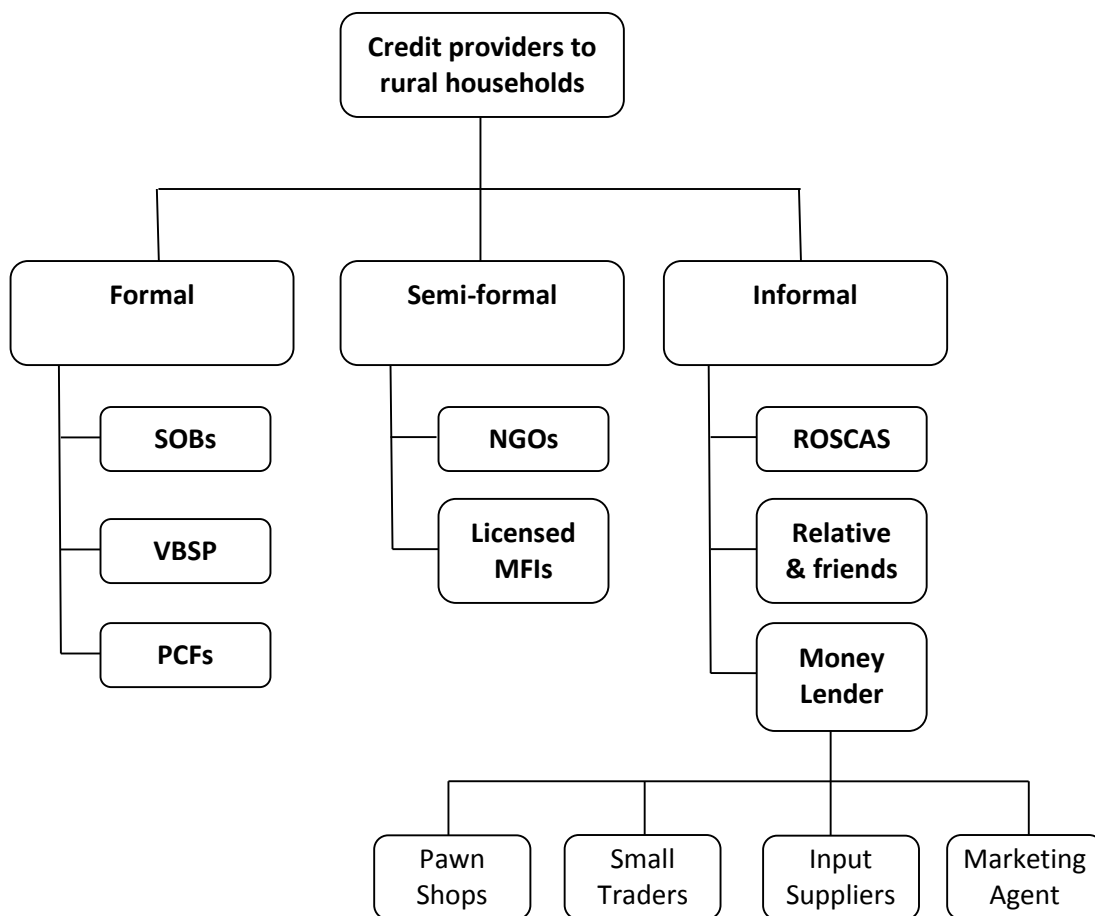 Credit providers to
rural households
Formal
Semi-formal
Informal
SOBs
NGOs
ROSCAS
VBSP
Licensed
MFIs
Relative
& friends
PCFs
Money
Lender
Pawn
Shops
Small
Traders
Input
Suppliers
Marketing
Agent